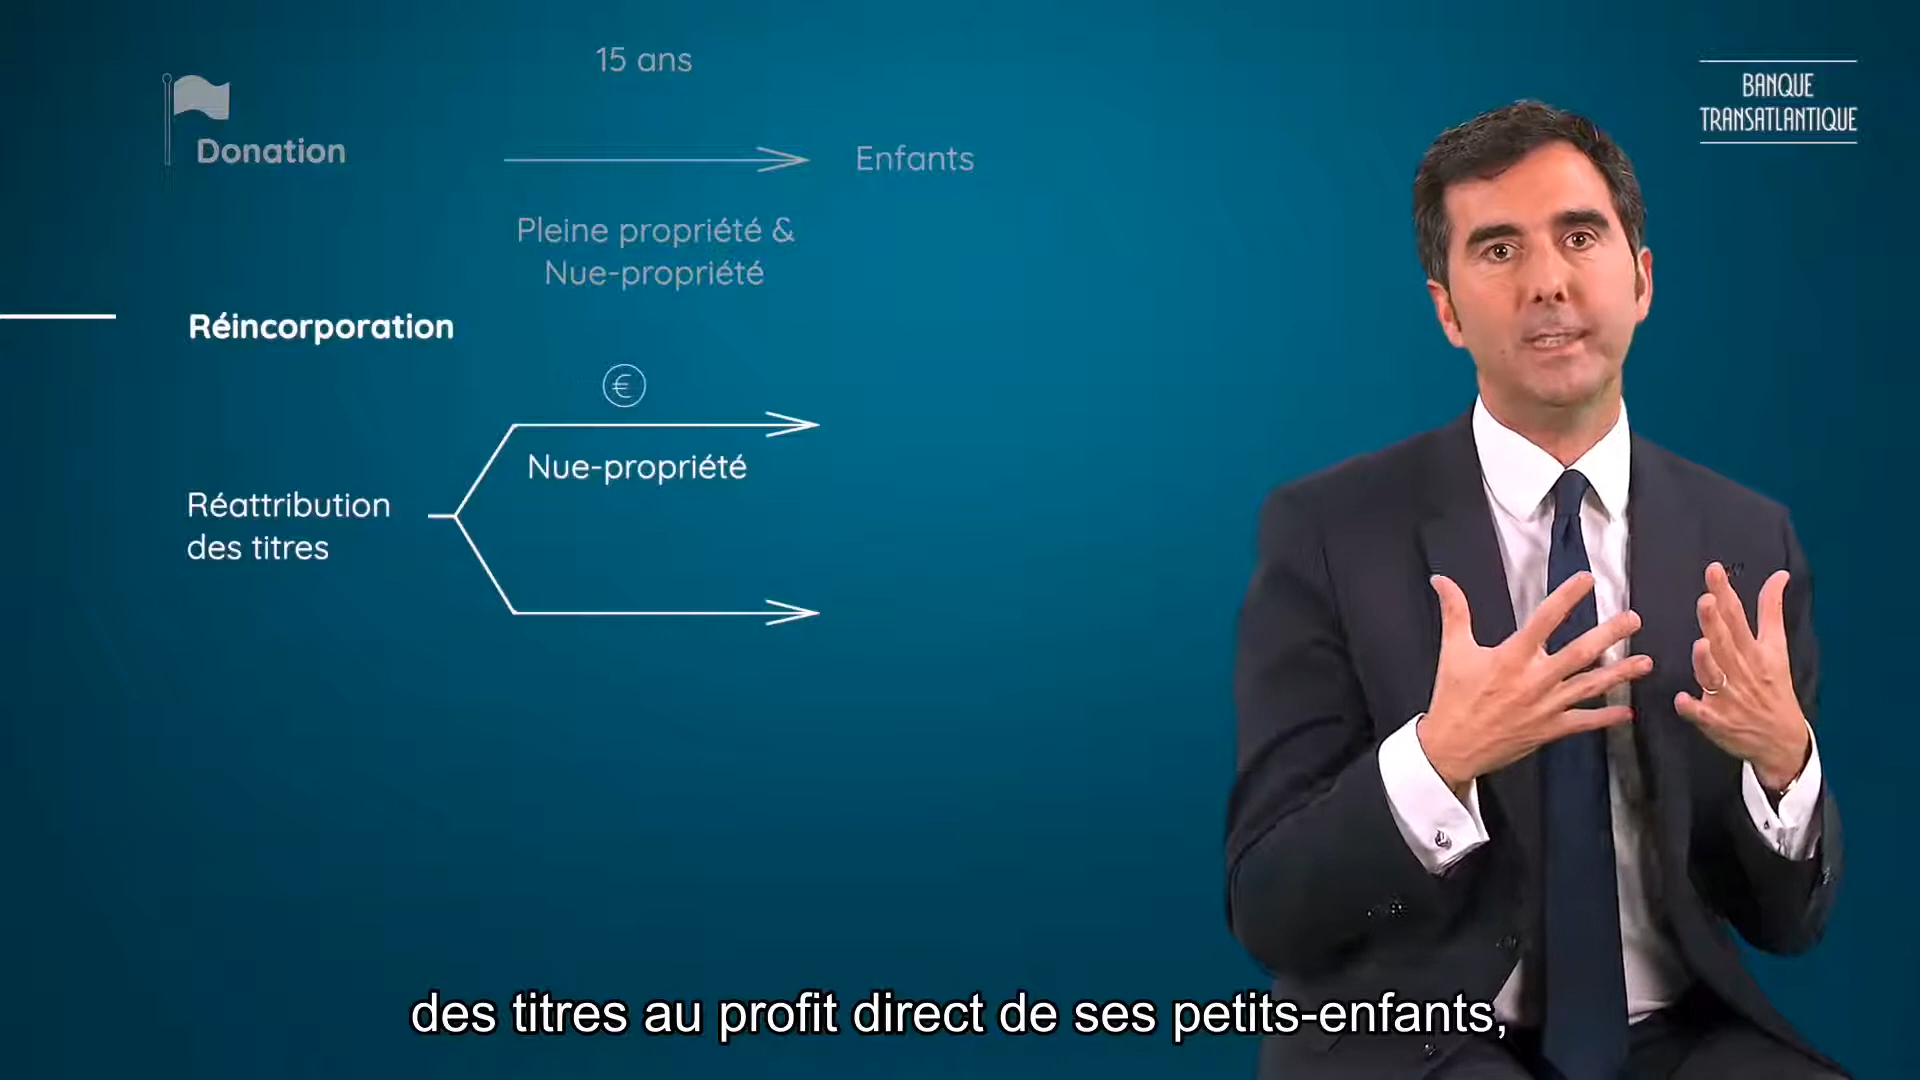 15 ans
Donation
Enfants
Pleine propriété &
Nue-propriété
BANQUE
TRANSATLANTIQUE
Réincorporation
€
Nue-propriété
Réattribution
des titres
des titres au profit direct de ses petits-enfants,